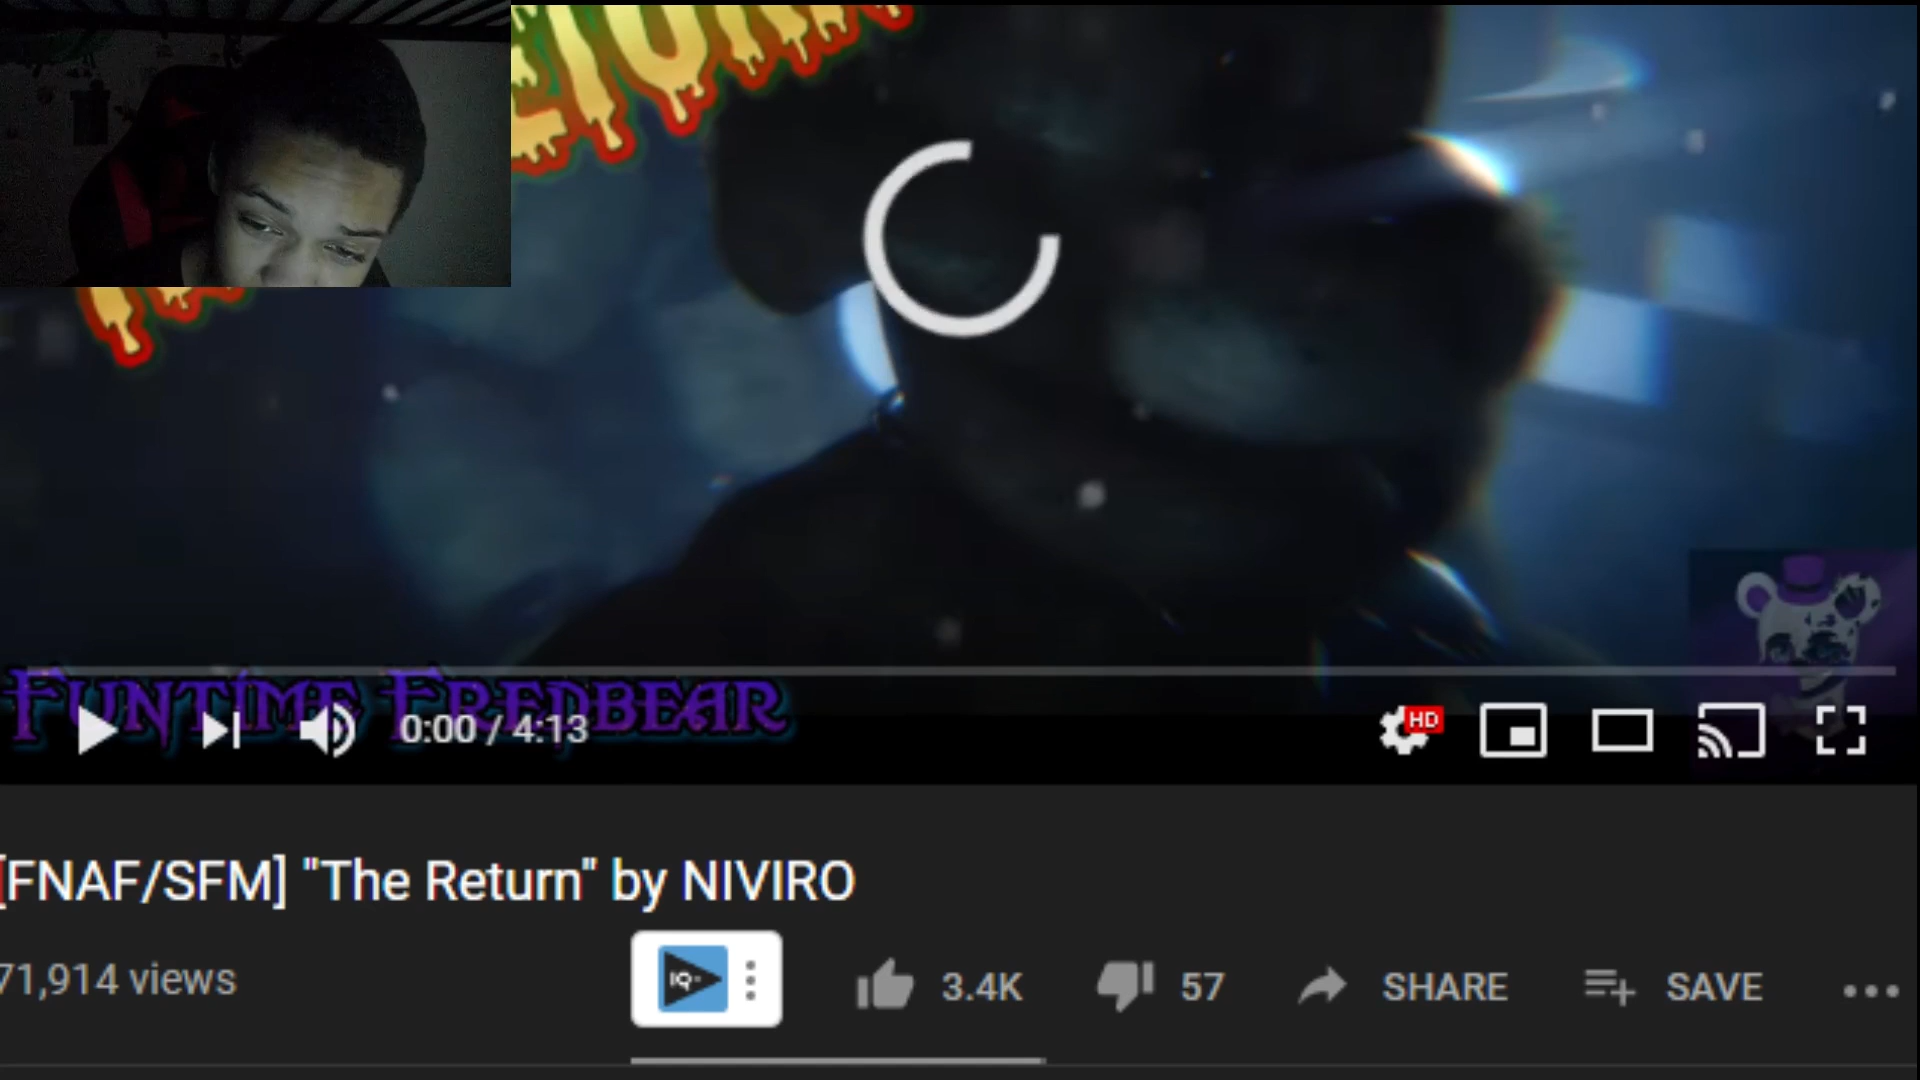 FUNTIME FREDBEAR
0:00 / 4:13
HD
[FNAF/SFM] "The Return" by NIVIRO
71,914 views
IQ
3.4K
57
SHARE
SAVE